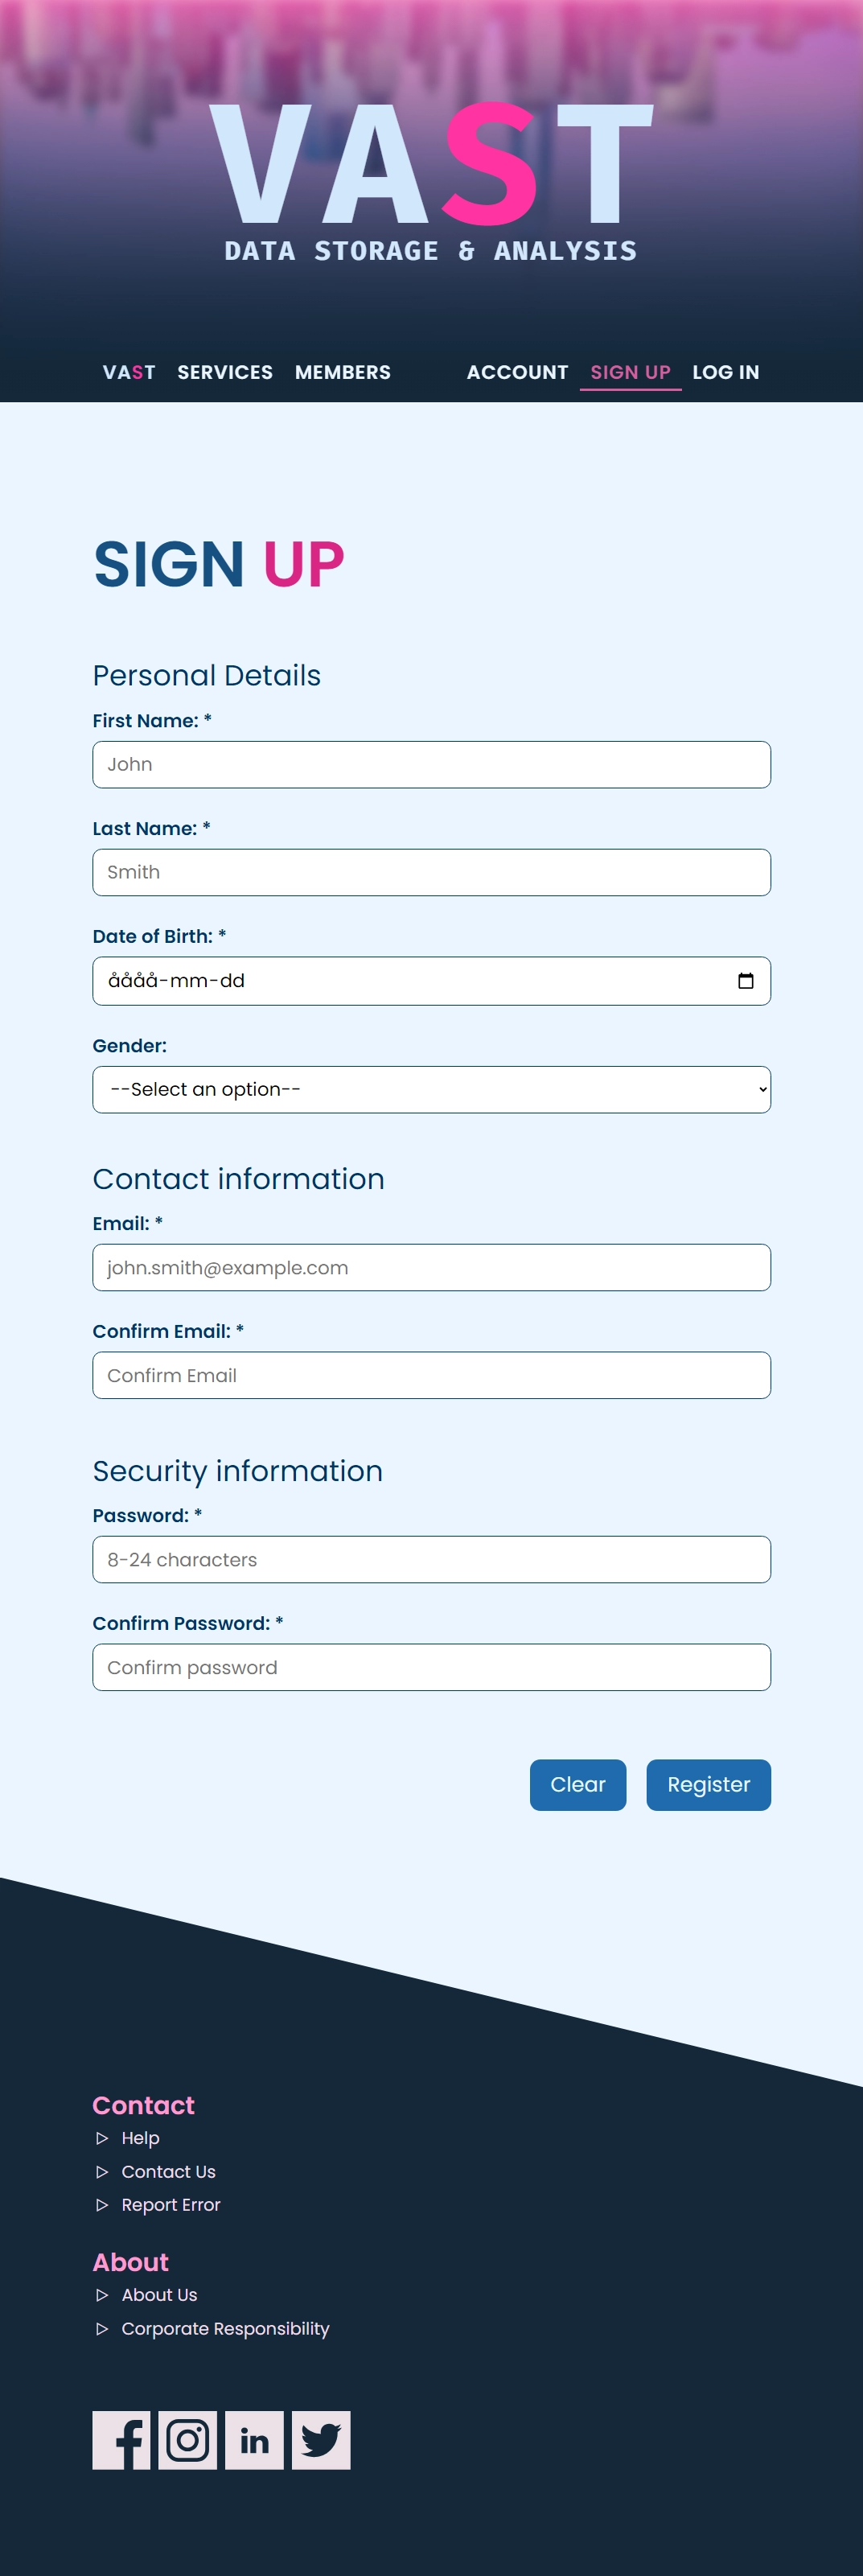 VAST
DATA STORAGE & ANALYSIS
VAST SERVICES MEMBERS ACCOUNT SIGN UP LOG IN
SIGN UP
Personal Details
First Name: *
John
Last Name: *
Smith
Date of Birth: *
åååå-mm-dd
Gender:
--Select an option--
Contact information
Email: *
john.smith@example.com
Confirm Email: *
Confirm Email
Security information
Password: *
8-24 characters
Confirm Password: *
Confirm password
Clear Register
Contact
Help
Contact Us
Report Error
About
About Us
Corporate Responsibility
f in